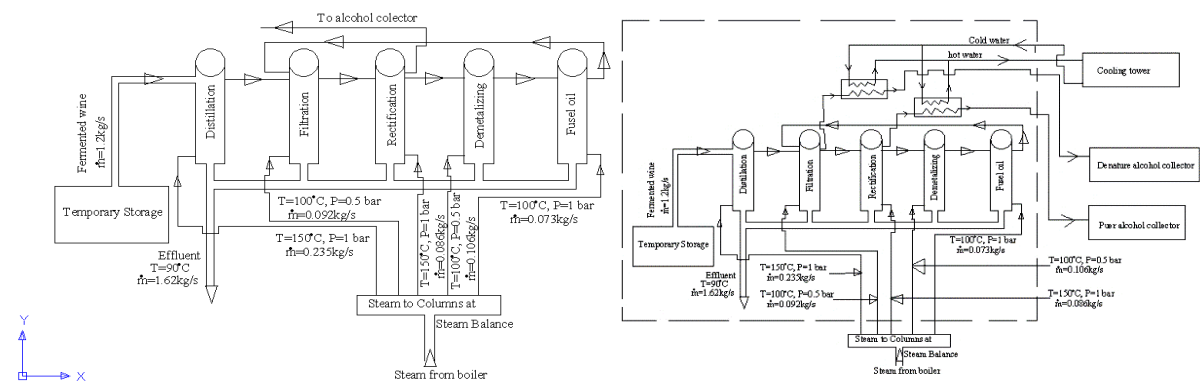 To alcohol colector
Distillation
Filtration
Rectification
Demetalizing
Fusel oil
Fermented wine
ṁ=1.2kg/s
Temporary Storage
T=100°C, P=0.5 bar
ṁ=0.092kg/s
T=150°C, P=1 bar
ṁ=0.235kg/s
T=150°C, P=1 bar
ṁ=0.086kg/s
T=100°C, P=0.5 bar
ṁ=0.106kg/s
T=100°C, P=1 bar
ṁ=0.073kg/s
Effluent
T=90°C
ṁ=1.62kg/s
Steam to Columns at
Steam Balance
Steam from boiler
Y
X
Cold water
hot water
Cooling tower
Denature alcohol collector
Puer alcohol collector
Distillation
Filtration
Rectification
Demetalizing
Fusel oil
Fermented wine
ṁ=1.2kg/s
Temporary Storage
Effluent
T=90°C
ṁ=1.62kg/s
T=150°C, P=1 bar
ṁ=0.235kg/s
T=100°C, P=0.5 bar
ṁ=0.092kg/s
T=100°C, P=1 bar
ṁ=0.073kg/s
T=100°C, P=0.5 bar
ṁ=0.106kg/s
T=150°C, P=1 bar
ṁ=0.086kg/s
Steam to Columns at
Steam Balance
Steam from boiler